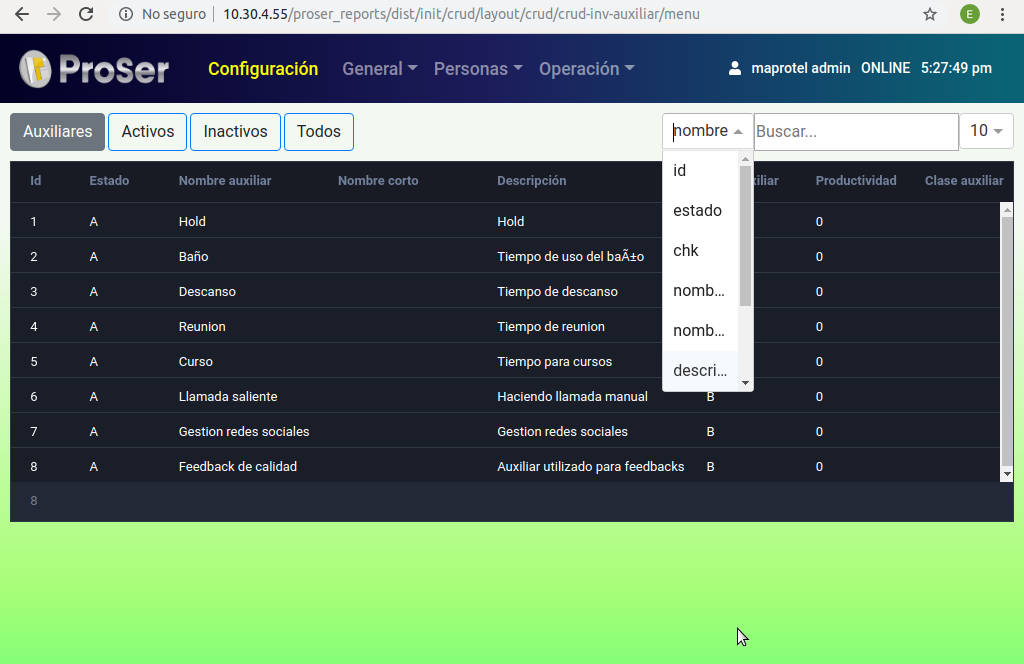 No seguro 10.30.4.55/proser_reports/dist/init/crud/layout/crud/crud-inv-auxiliar/menu E
ProSer Configuración General Personas Operación maprotel admin ONLINE 5:27:49 pm
Auxiliares Activos Inactivos Todos nombre Buscar... 10
id
estado
chk
nomb...
nomb...
descri...
Id Estado Nombre auxiliar Nombre corto Descripción iliar Productividad Clase auxiliar
1 A Hold Hold 0
2 A Baño Tiempo de uso del baÃ±o 0
3 A Descanso Tiempo de descanso 0
4 A Reunion Tiempo de reunion 0
5 A Curso Tiempo para cursos 0
6 A Llamada saliente Haciendo llamada manual B 0
7 A Gestion redes sociales Gestion redes sociales B 0
8 A Feedback de calidad Auxiliar utilizado para feedbacks B 0
8